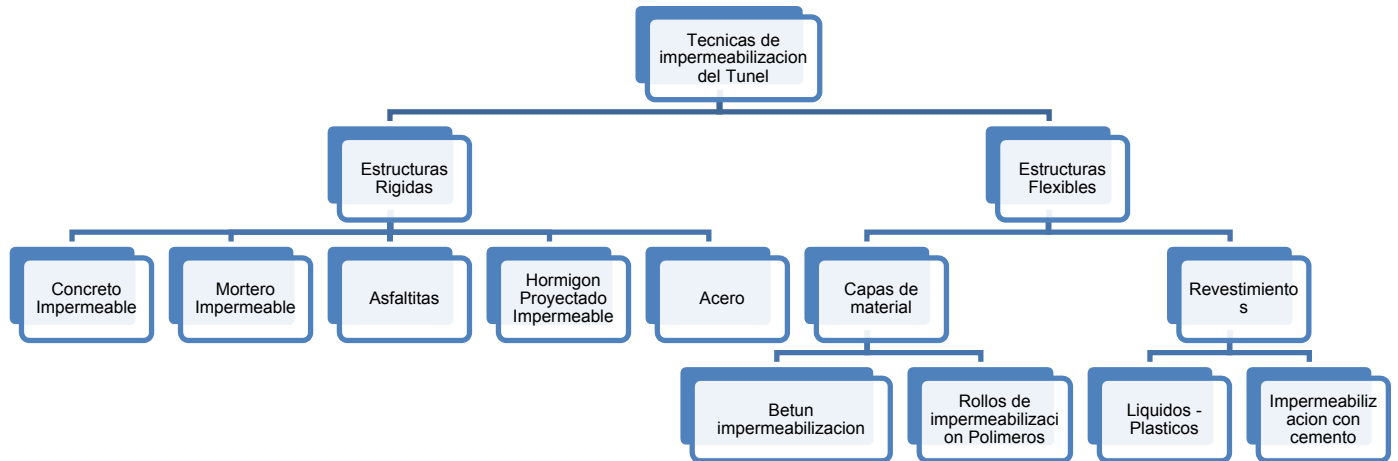 Tecnicas de
impermeabilizacion
del Tunel
Estructuras
Rigidas
Estructuras
Flexibles
Concreto
Impermeable
Mortero
Impermeable
Asfaltitas
Hormigon
Proyectado
Impermeable
Acero
Capas de
material
Revestimiento
s
Betun
impermeabilizacion
Rollos de
impermeabilizaci
on Polimeros
Liquidos -
Plasticos
Impermeabiliz
acion con
cemento